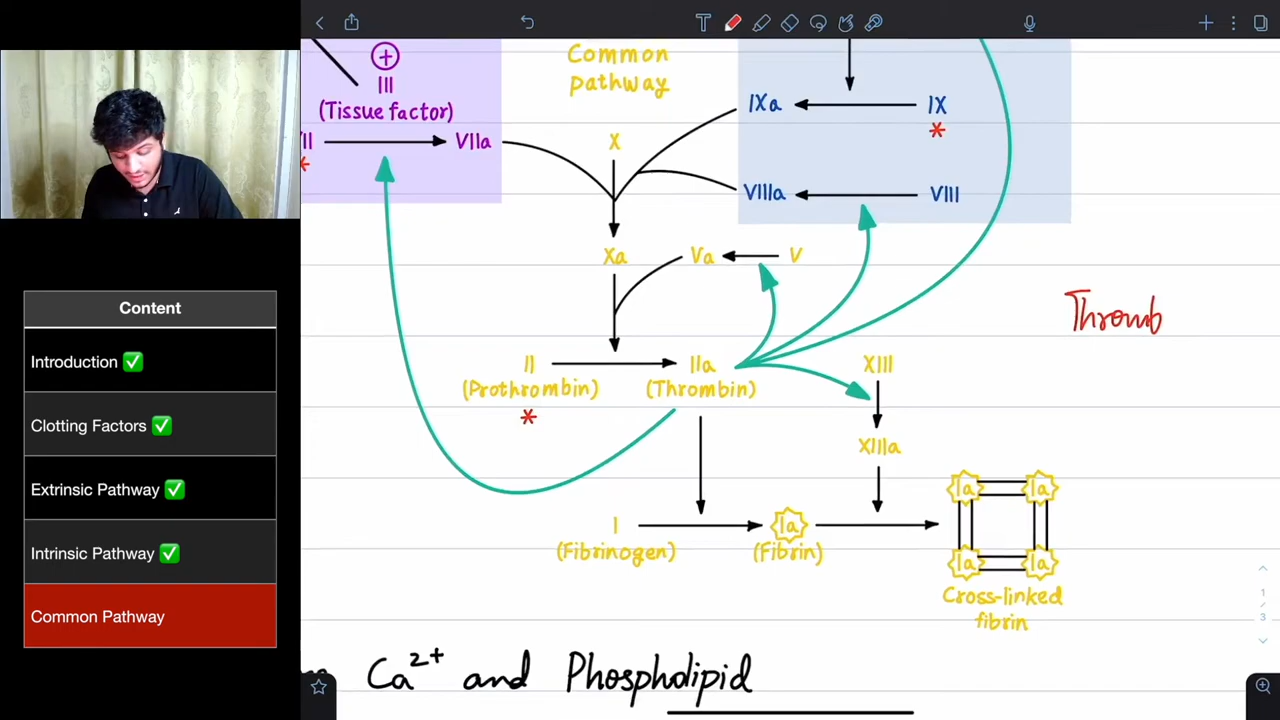 Content
Introduction ✅
Clotting Factors ✅
Extrinsic Pathway ✅
Intrinsic Pathway ✅
Common Pathway
T
+
III
(Tissue factor)
VIIa
Common
pathway
X
IXa
IX
*
VIIIa
VIII
Xa
Va
V
Thromb
II
(Prothrombin)
*
IIa
(Thrombin)
XIII
XIIIa
I
(Fibrinogen)
Ia
(Fibrin)
Ia Ia
Ia Ia
Cross-linked
fibrin
Ca2+ and Phospholipid
1
/
3